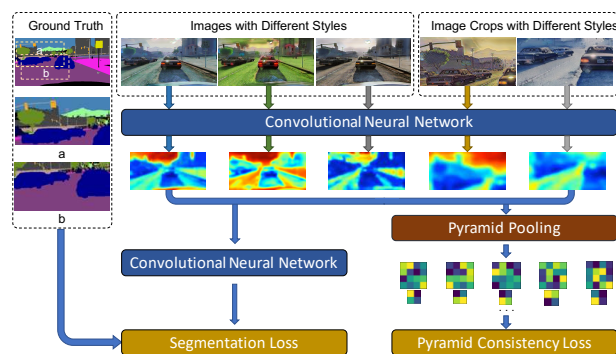 Ground Truth
Images with Different Styles
Image Crops with Different Styles
a
b
Convolutional Neural Network
a
b
Pyramid Pooling
Convolutional Neural Network
. . .
Segmentation Loss
Pyramid Consistency Loss